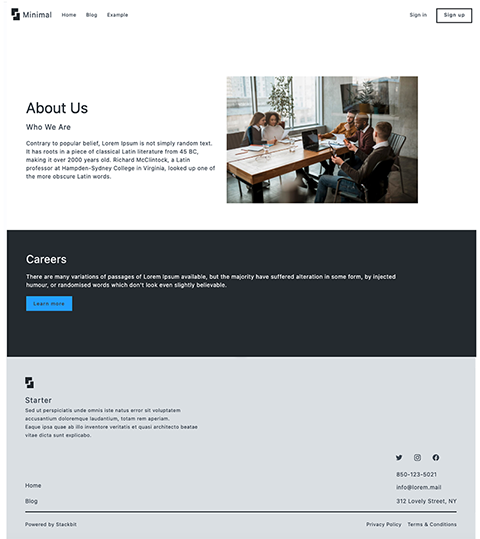 Minimal Home Blog Example Sign in Sign up
About Us
Who We Are
Contrary to popular belief, Lorem Ipsum is not simply random text.
It has roots in a piece of classical Latin literature from 45 BC,
making it over 2000 years old. Richard McClintock, a Latin
professor at Hampden-Sydney College in Virginia, looked up one of
the more obscure Latin words.
Careers
There are many variations of passages of Lorem Ipsum available, but the majority have suffered alteration in some form, by injected
humour, or randomised words which don't look even slightly believable.
Learn more
Starter
Sed ut perspiciatis unde omnis iste natus error sit voluptatem
accusantium doloremque laudantium, totam rem aperiam.
Eaque ipsa quae ab illo inventore veritatis et quasi architecto beatae
vitae dicta sunt explicabo.
Home
Blog
850-123-5021
info@lorem.mail
312 Lovely Street, NY
Powered by Stackbit Privacy Policy Terms & Conditions